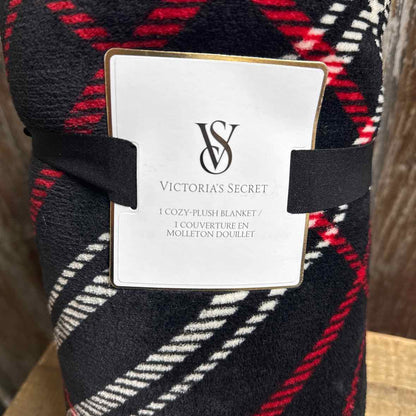 VS
VICTORIA'S SECRET
1 COZY-PLUSH BLANKET /
1 COUVERTURE EN
MOLLETON DOUILLET